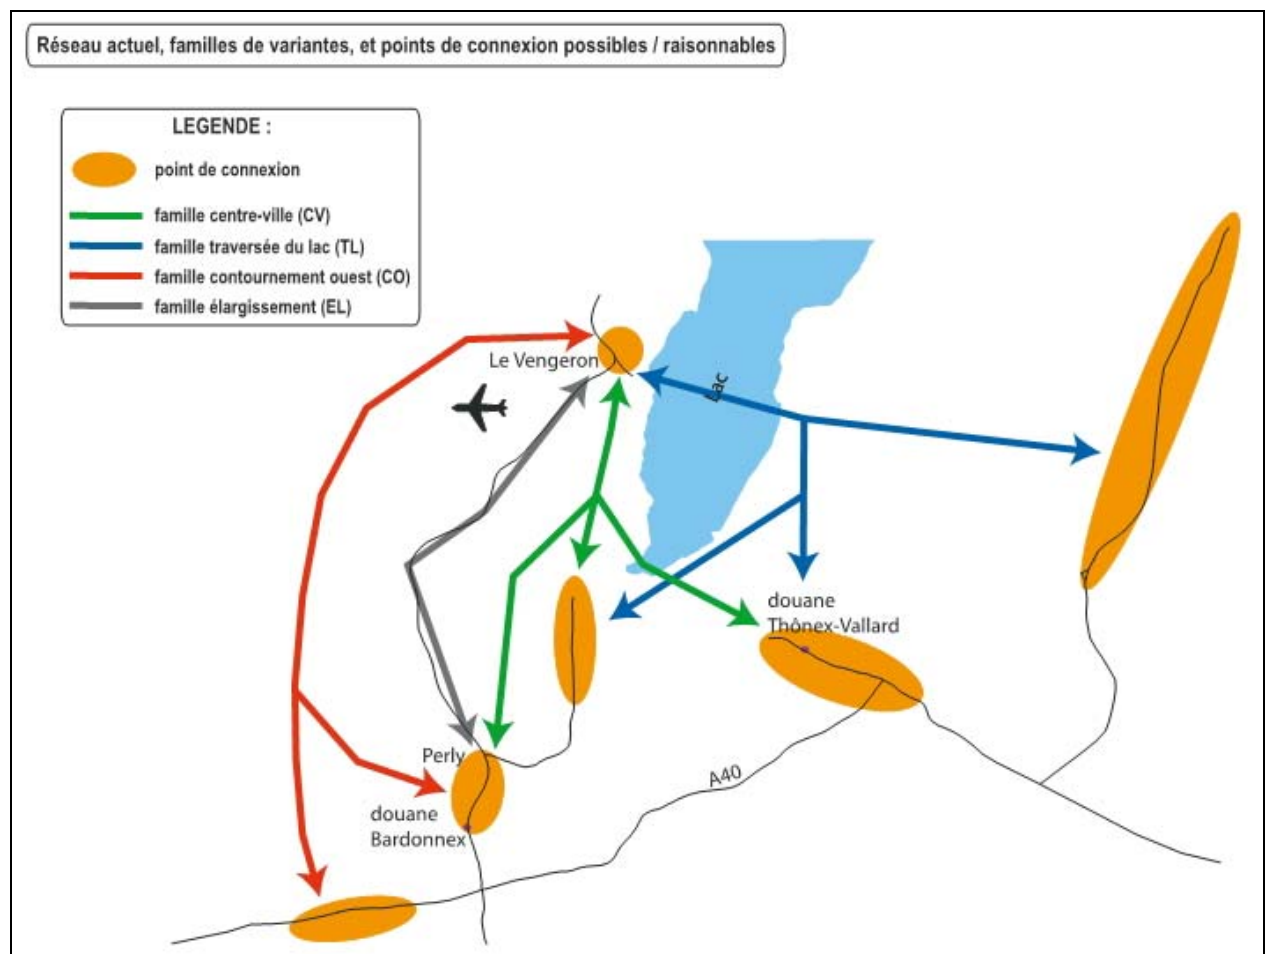 Réseau actuel, familles de variantes, et points de connexion possibles / raisonnables
LEGENDE :
point de connexion
famille centre-ville (CV)
famille traversée du lac (TL)
famille contournement ouest (CO)
famille élargissement (EL)
Le Vengeron
Lac
douane
Thônex-Vallard
Perly
A40
douane
Bardonnex